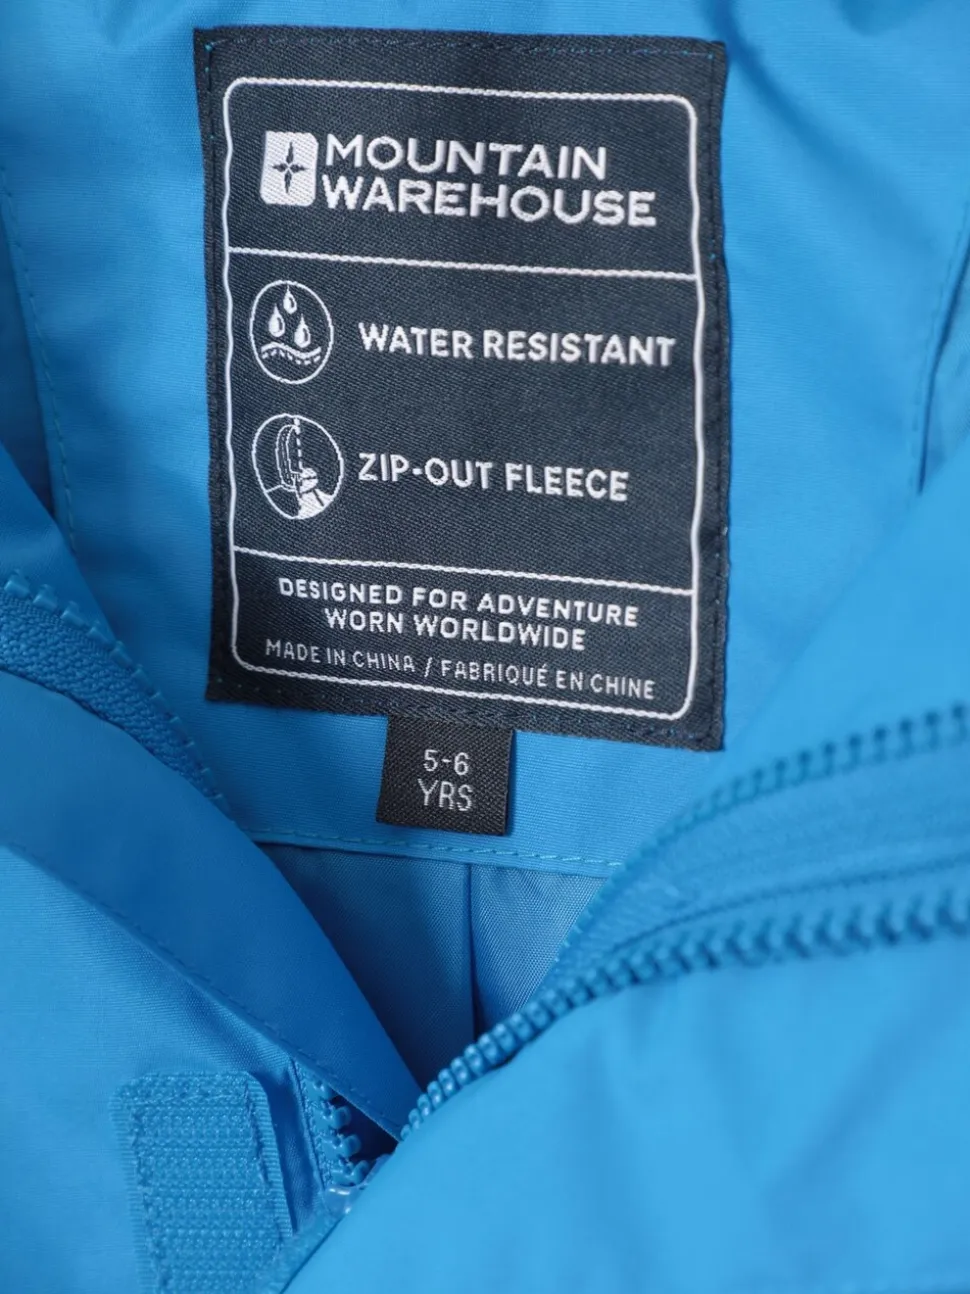 MOUNTAIN
WAREHOUSE
WATER RESISTANT
ZIP-OUT FLEECE
DESIGNED FOR ADVENTURE
WORN WORLDWIDE
MADE IN CHINA / FABRIQUÉ EN CHINE
5-6
YRS